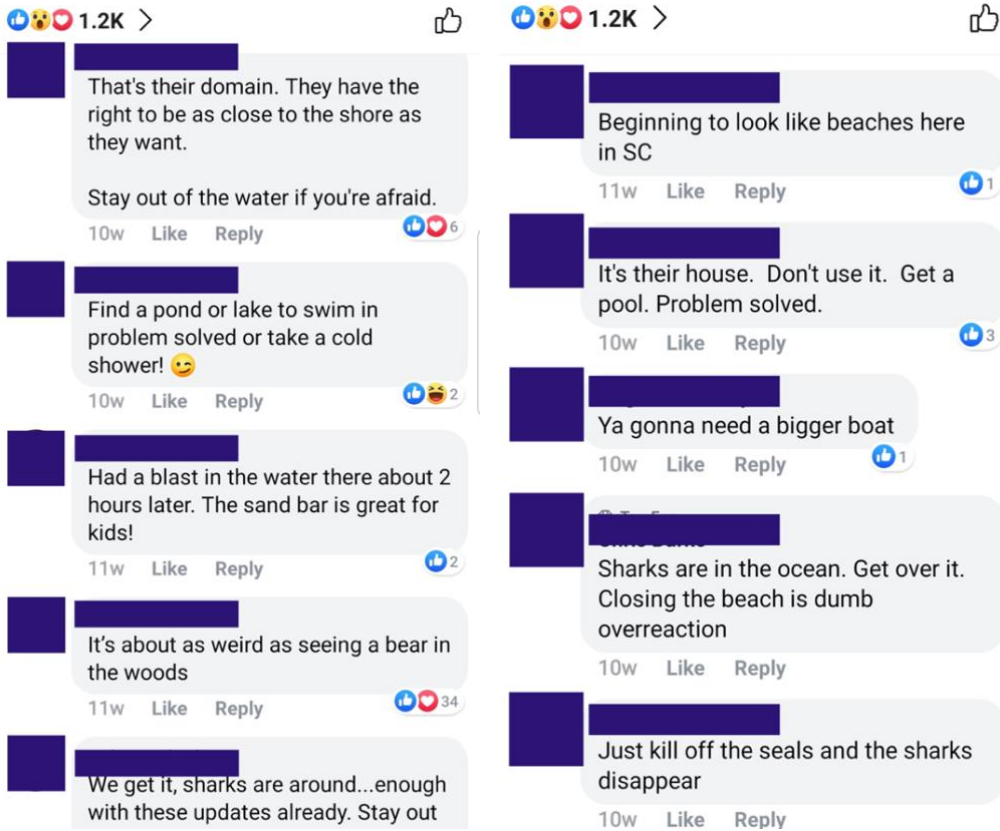 1.2K
That's their domain. They have the
right to be as close to the shore as
they want.
Stay out of the water if you're afraid.
10w Like Reply 6
Find a pond or lake to swim in
problem solved or take a cold
shower! 😉
10w Like Reply 2
Had a blast in the water there about 2
hours later. The sand bar is great for
kids!
11w Like Reply 2
It's about as weird as seeing a bear in
the woods
11w Like Reply 34
We get it, sharks are around...enough
with these updates already. Stay out
1.2K
Beginning to look like beaches here
in SC
11w Like Reply 1
It's their house. Don't use it. Get a
pool. Problem solved.
10w Like Reply 3
Ya gonna need a bigger boat
10w Like Reply 1
Sharks are in the ocean. Get over it.
Closing the beach is dumb
overreaction
10w Like Reply
Just kill off the seals and the sharks
disappear
10w Like Reply